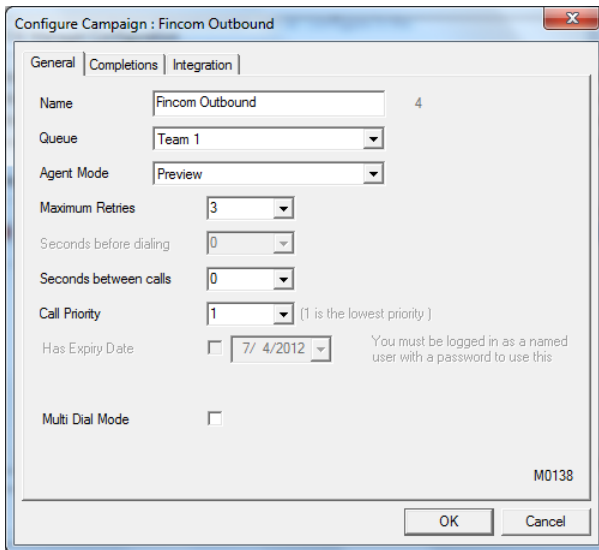 Configure Campaign : Fincom Outbound
General Completions Integration
Name Fincom Outbound 4
Queue Team 1
Agent Mode Preview
Maximum Retries 3
Seconds before dialing 0
Seconds between calls 0
Call Priority 1 (1 is the lowest priority )
Has Expiry Date 7/ 4/2012 You must be logged in as a named
user with a password to use this
Multi Dial Mode
M0138
OK Cancel